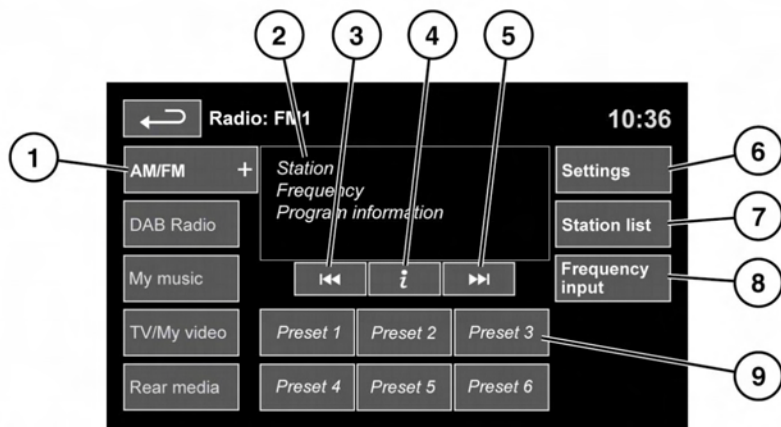 2 3 4 5
Radio: FM1 10:36
1 AM/FM + Station Settings 6
Frequency
Program information
DAB Radio Station list 7
My music i Frequency input 8
TV/My video Preset 1 Preset 2 Preset 3 9
Rear media Preset 4 Preset 5 Preset 6